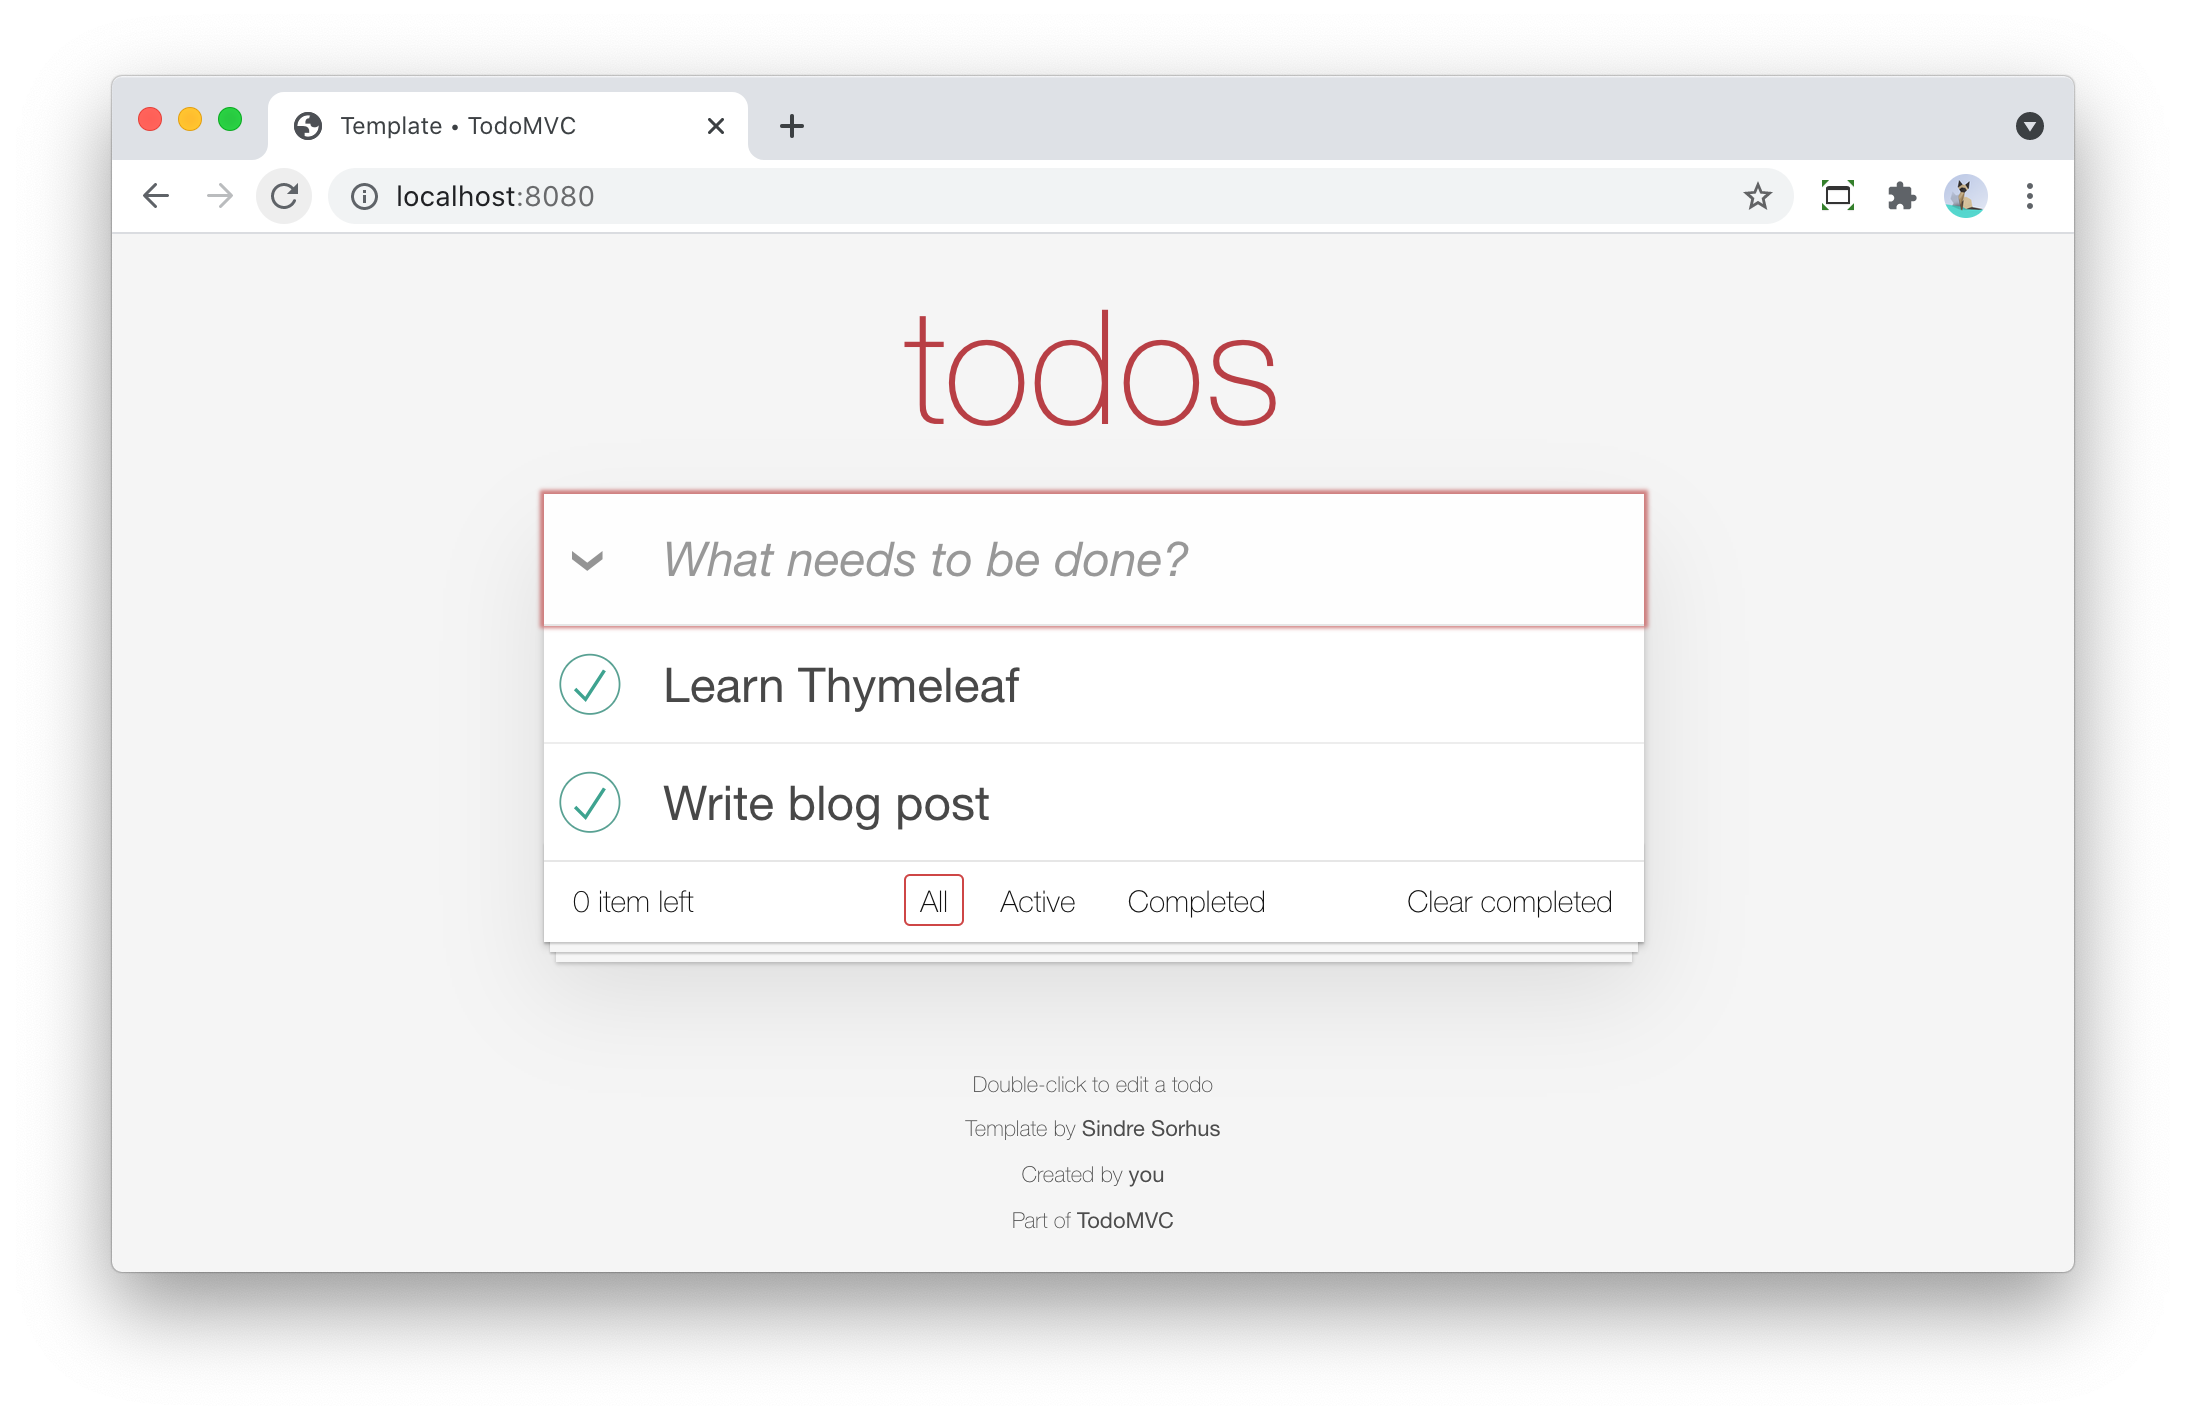 Template • TodoMVC
localhost:8080
todos
What needs to be done?
Learn Thymeleaf
Write blog post
0 item left All Active Completed Clear completed
Double-click to edit a todo
Template by Sindre Sorhus
Created by you
Part of TodoMVC